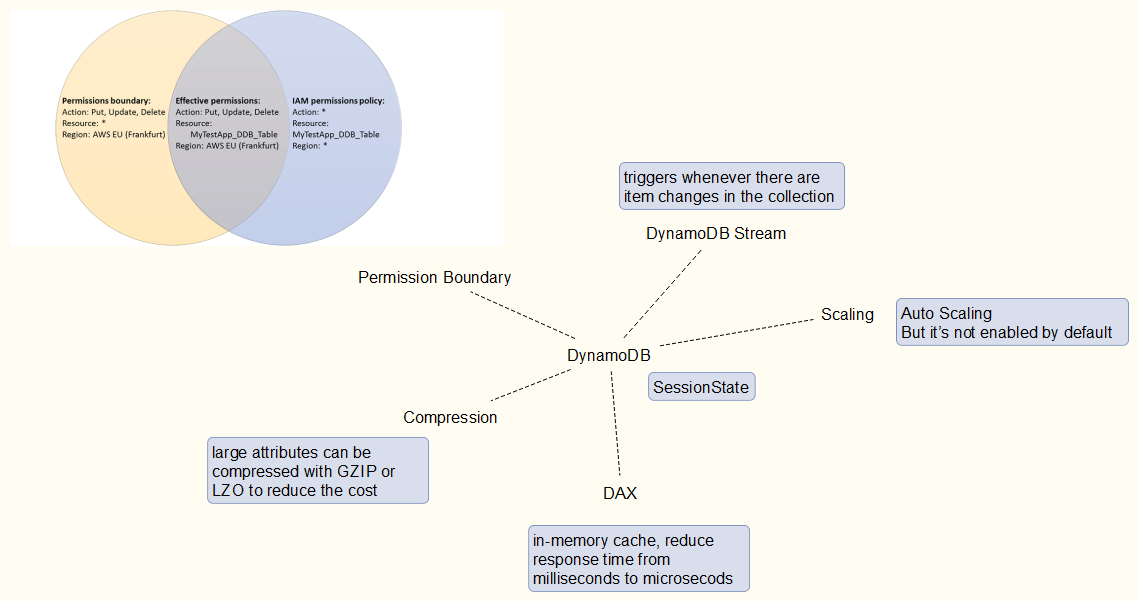 Permissions boundary:
Action: Put, Update, Delete
Resource: *
Region: AWS EU (Frankfurt)
Effective permissions:
Action: Put, Update, Delete
Resource:
MyTestApp_DDB_Table
Region: AWS EU (Frankfurt)
IAM permissions policy:
Action: *
Resource:
MyTestApp_DDB_Table
Region: *
triggers whenever there are
item changes in the collection
DynamoDB Stream
Permission Boundary
Scaling
Auto Scaling
But it’s not enabled by default
DynamoDB
SessionState
Compression
large attributes can be
compressed with GZIP or
LZO to reduce the cost
DAX
in-memory cache, reduce
response time from
milliseconds to microsecods